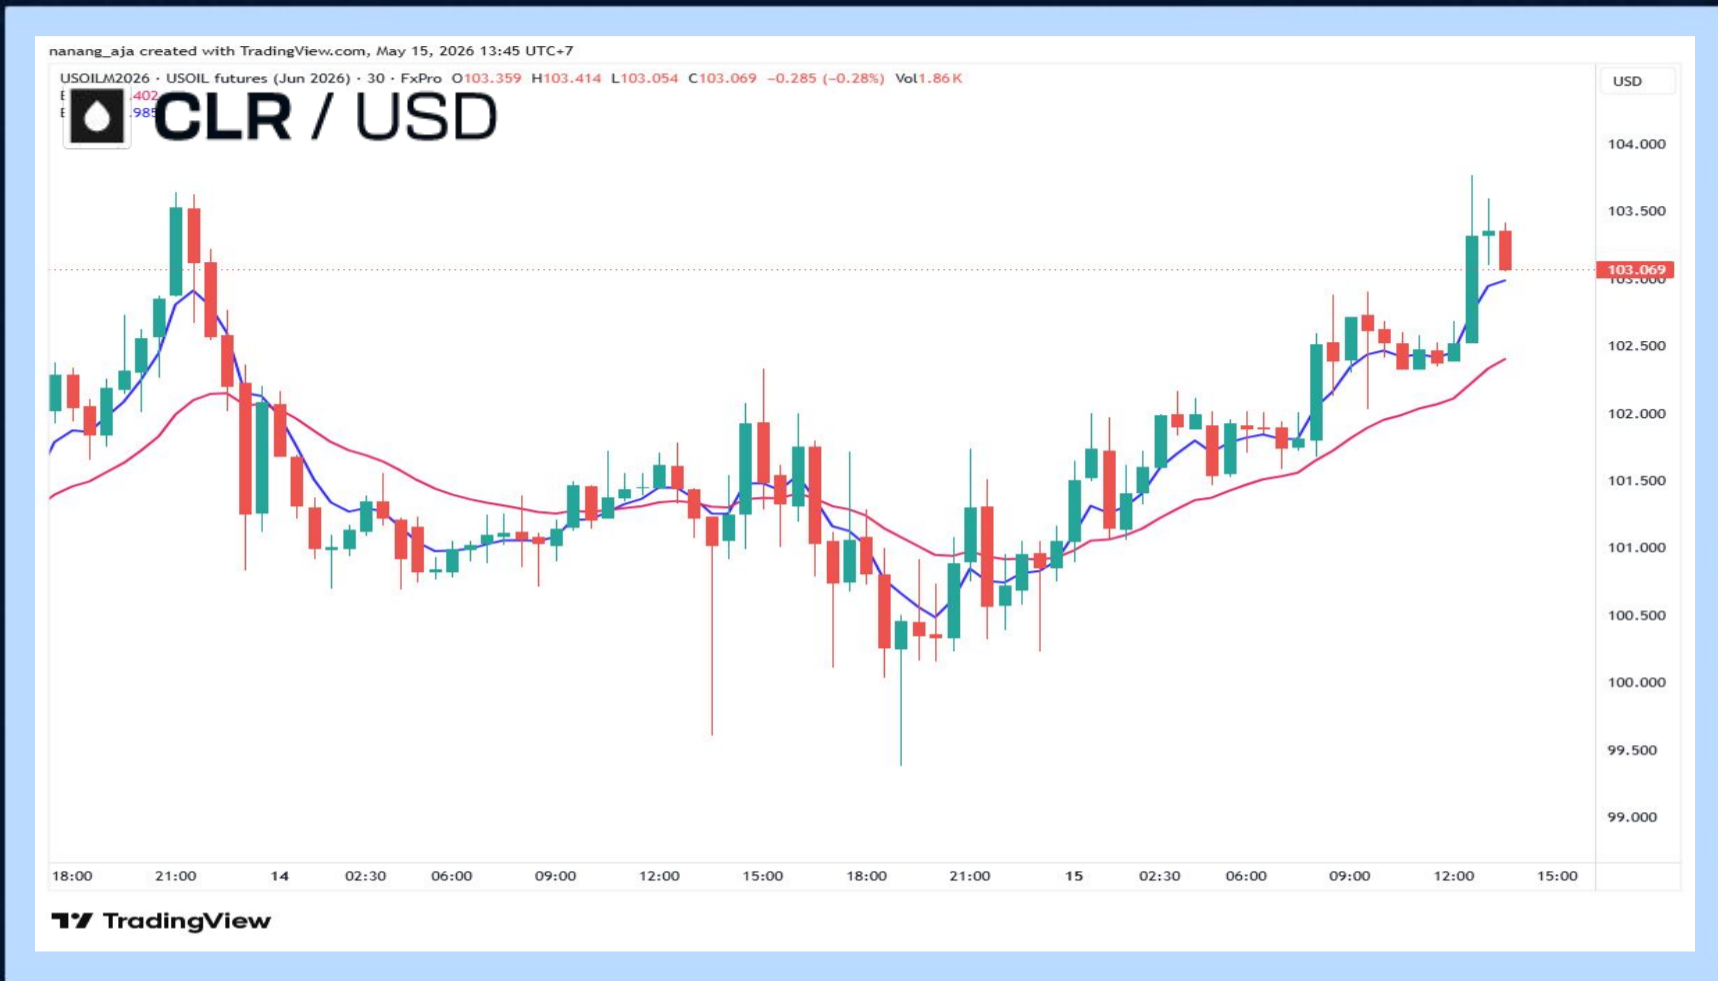 nanang_aja created with TradingView.com, May 15, 2026 13:45 UTC+7
USOILM2026 · USOIL futures (Jun 2026) · 30 · FxPro O103.359 H103.414 L103.054 C103.069 −0.285 (−0.28%) Vol1.86 K
USD
.402
.985
CLR / USD
104.000
103.500
103.069
103.000
102.500
102.000
101.500
101.000
100.500
100.000
99.500
99.000
18:00 21:00 14 02:30 06:00 09:00 12:00 15:00 18:00 21:00 15 02:30 06:00 09:00 12:00 15:00
TradingView